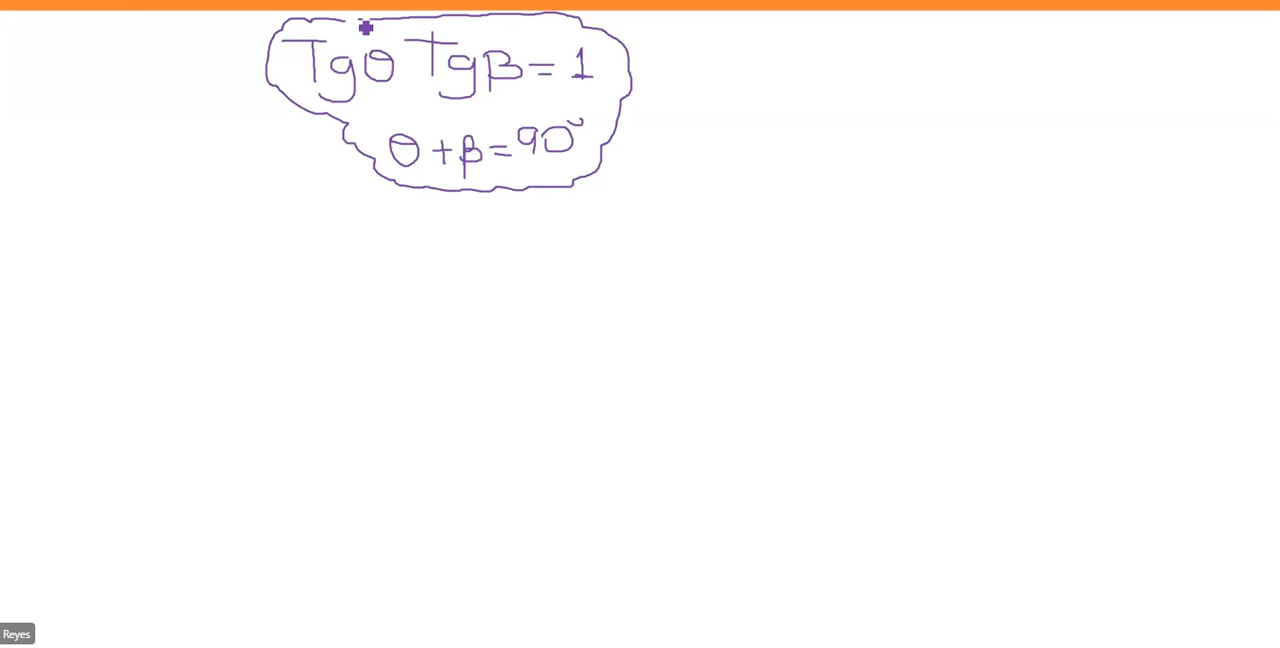 Tgθ Tgβ = 1
θ + β = 90°
Reyes